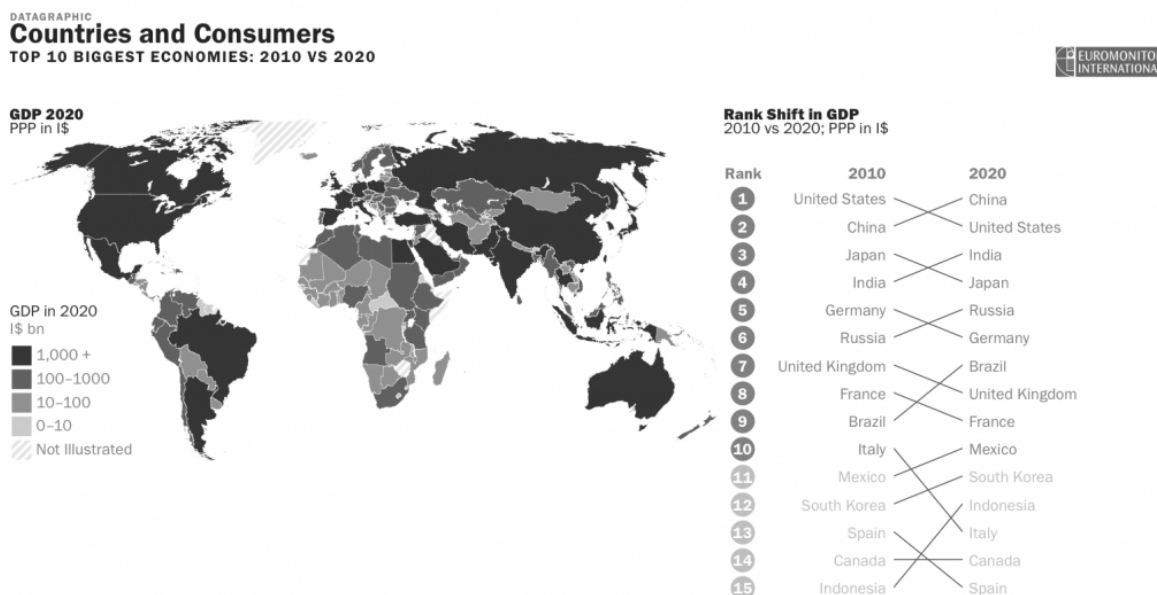 DATAGRAPHIC
Countries and Consumers
TOP 10 BIGGEST ECONOMIES: 2010 VS 2020
EUROMONITO
INTERNATIONA
GDP 2020
PPP in I$
GDP in 2020
I$ bn
1,000 +
100–1000
10–100
0–10
Not Illustrated
Rank Shift in GDP
2010 vs 2020; PPP in I$
Rank 2010 2020
1 United States China
2 China United States
3 Japan India
4 India Japan
5 Germany Russia
6 Russia Germany
7 United Kingdom Brazil
8 France United Kingdom
9 Brazil France
10 Italy Mexico
11 Mexico South Korea
12 South Korea Indonesia
13 Spain Italy
14 Canada Canada
15 Indonesia Spain